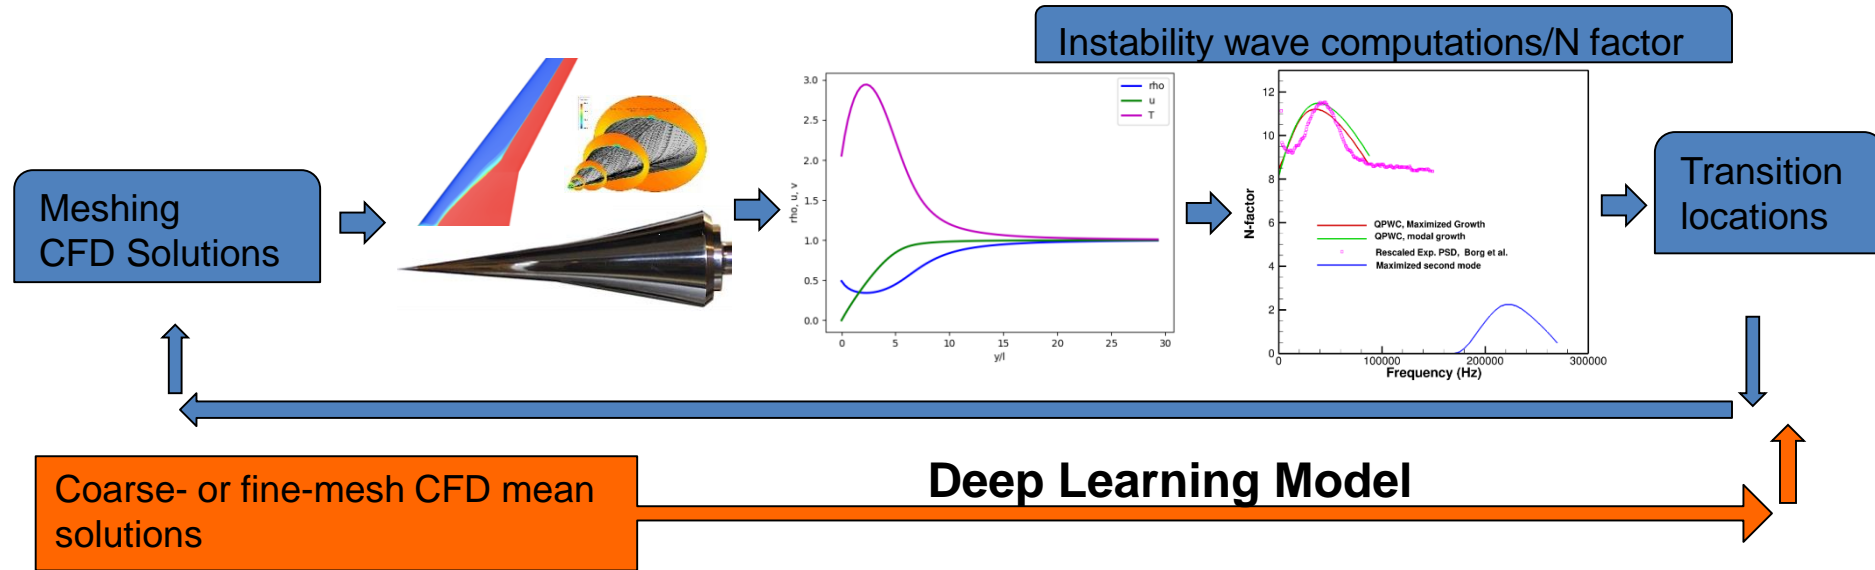 Instability wave computations/N factor
Meshing
CFD Solutions
3.0
2.5
2.0
1.5
1.0
0.5
0.0
rho, u, v
rho
u
T
0
5
10
15
20
25
30
y/l
12
10
8
6
4
2
0
N-factor
QPWC, Maximized Growth
QPWC, modal growth
Rescaled Exp. PSD, Borg et al.
Maximized second mode
0
100000
200000
300000
Frequency (Hz)
Transition
locations
Coarse- or fine-mesh CFD mean
solutions
Deep Learning Model